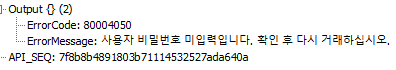 Output {} (2)
ErrorCode: 80004050
ErrorMessage: 사용자 비밀번호 미입력입니다. 확인 후 다시 거래하십시오.
API_SEQ: 7f8b8b4891803b71114532527ada640a